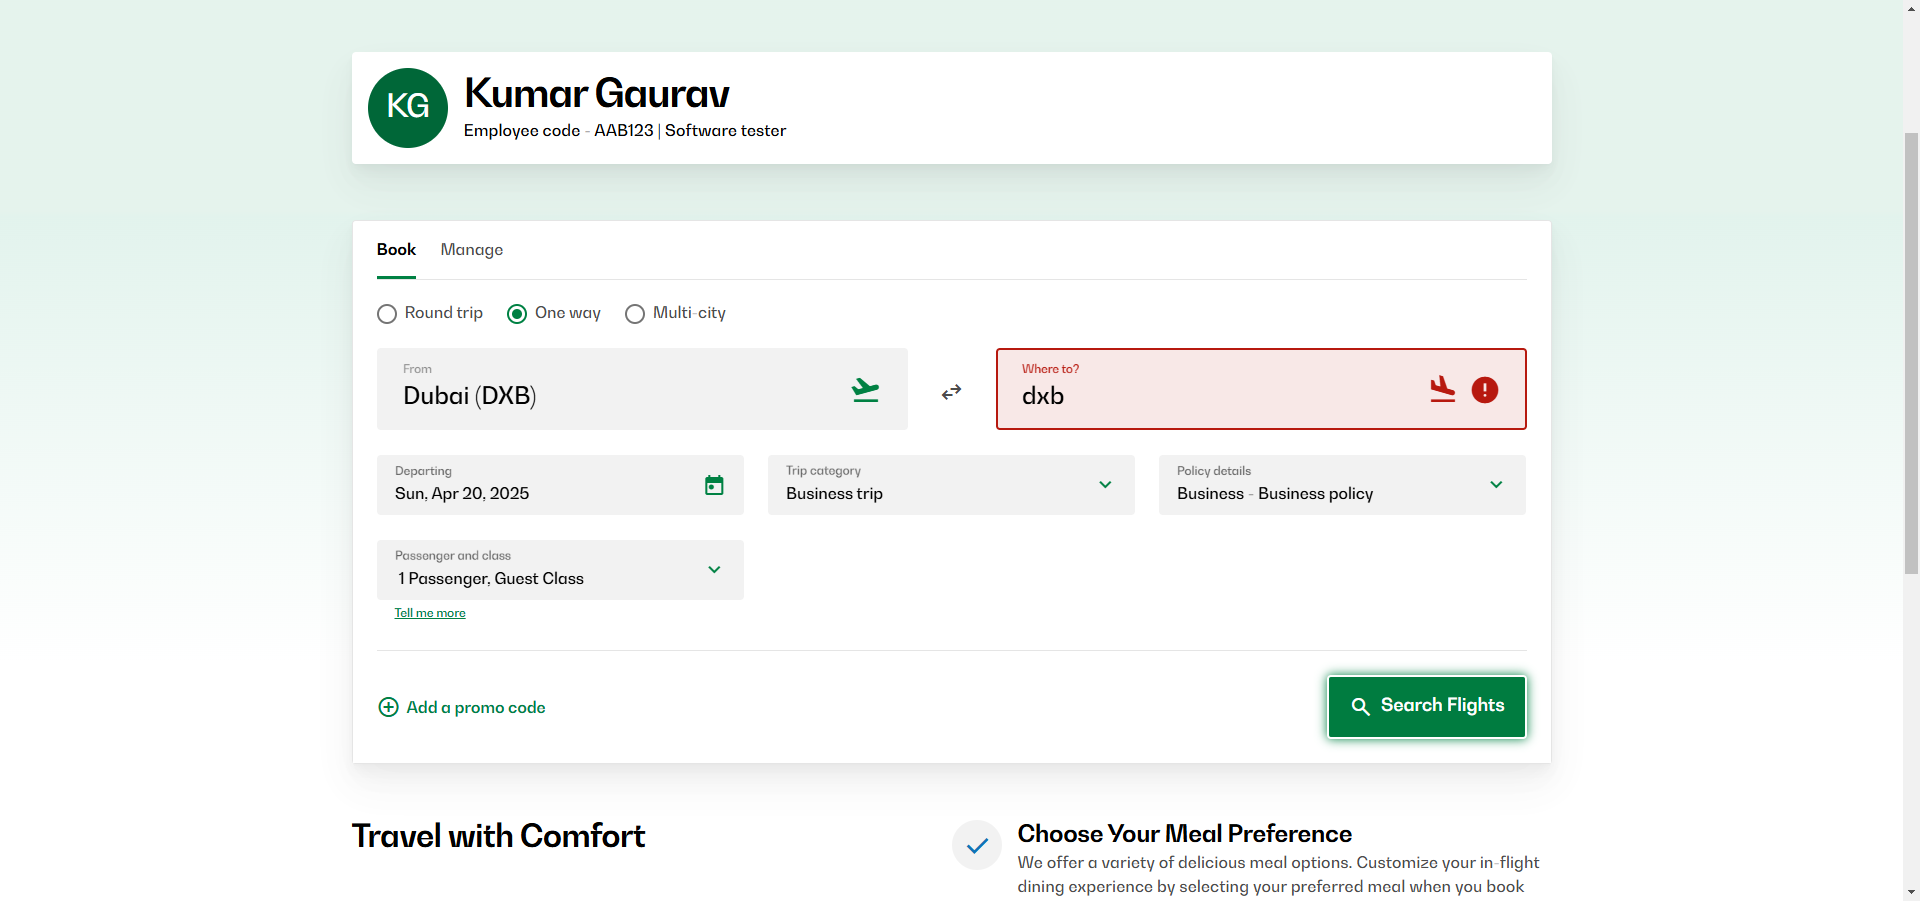 KG
Kumar Gaurav
Employee code - AAB123 | Software tester
Book
Manage
Round trip
One way
Multi-city
From
Dubai (DXB)
Where to?
dxb
Departing
Sun, Apr 20, 2025
Trip category
Business trip
Policy details
Business - Business policy
Passenger and class
1 Passenger, Guest Class
Tell me more
Add a promo code
Search Flights
Travel with Comfort
Choose Your Meal Preference
We offer a variety of delicious meal options. Customize your in-flight
dining experience by selecting your preferred meal when you book